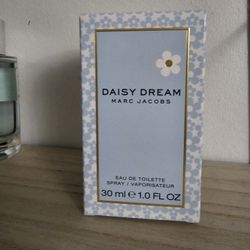 DAISY DREAM
MARC JACOBS
EAU DE TOILETTE
SPRAY / VAPORISATEUR
30 ml e 1.0 FL OZ